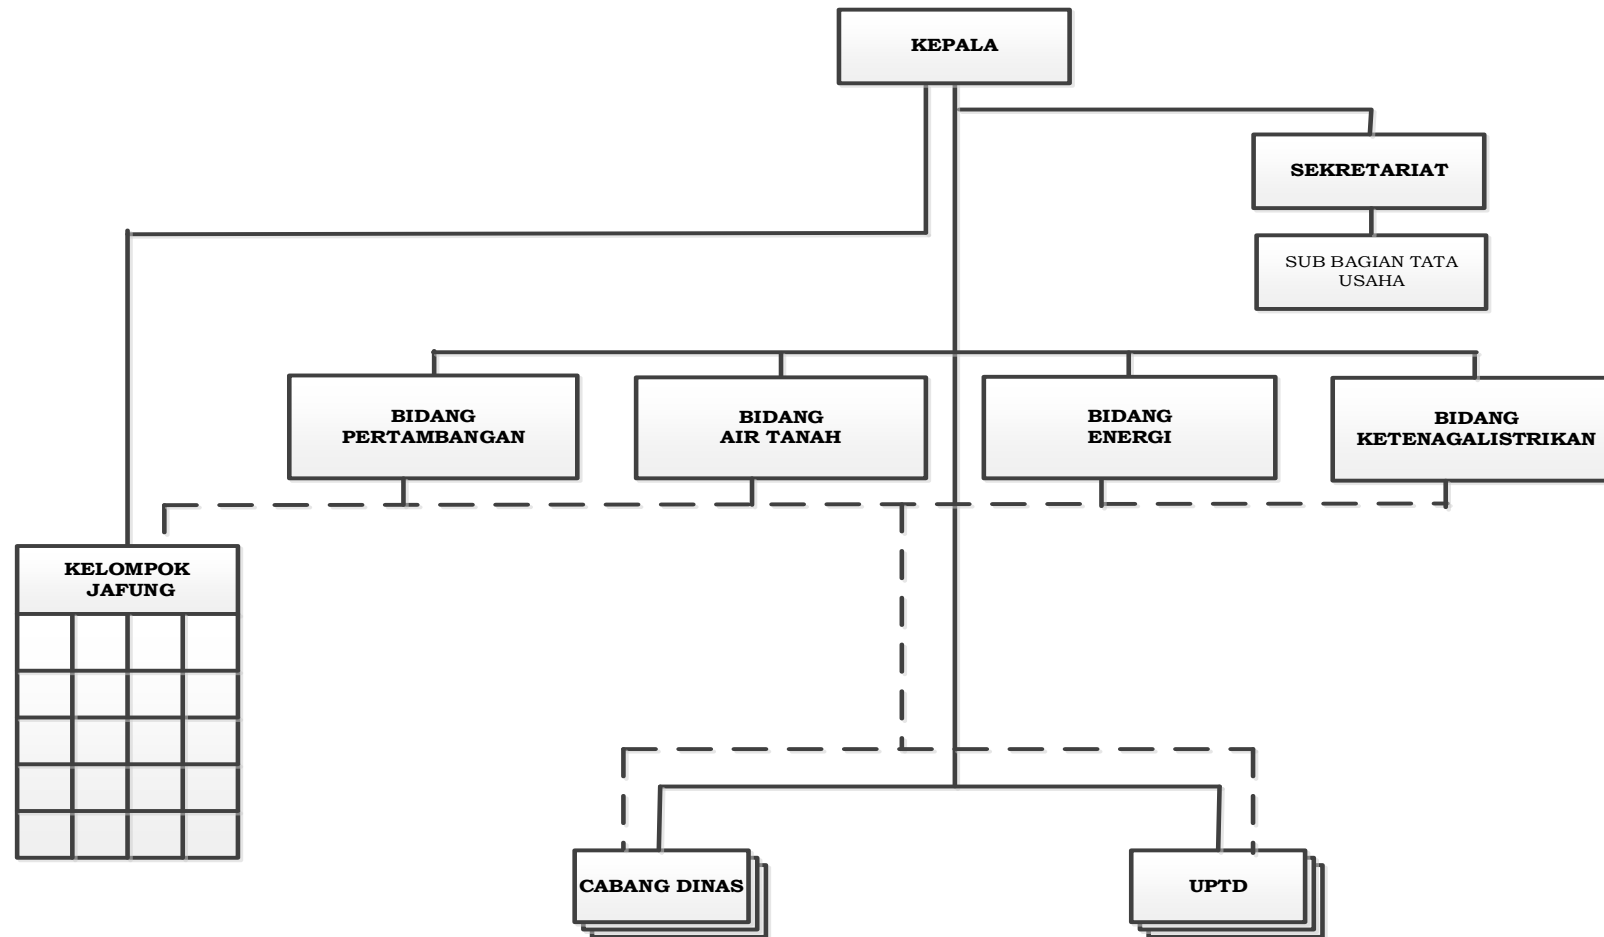 KEPALA
SEKRETARIAT
SUB BAGIAN TATA
USAHA
BIDANG
PERTAMBANGAN
BIDANG
AIR TANAH
BIDANG
ENERGI
BIDANG
KETENAGALISTRIKAN
KELOMPOK
JAFUNG
CABANG DINAS
UPTD